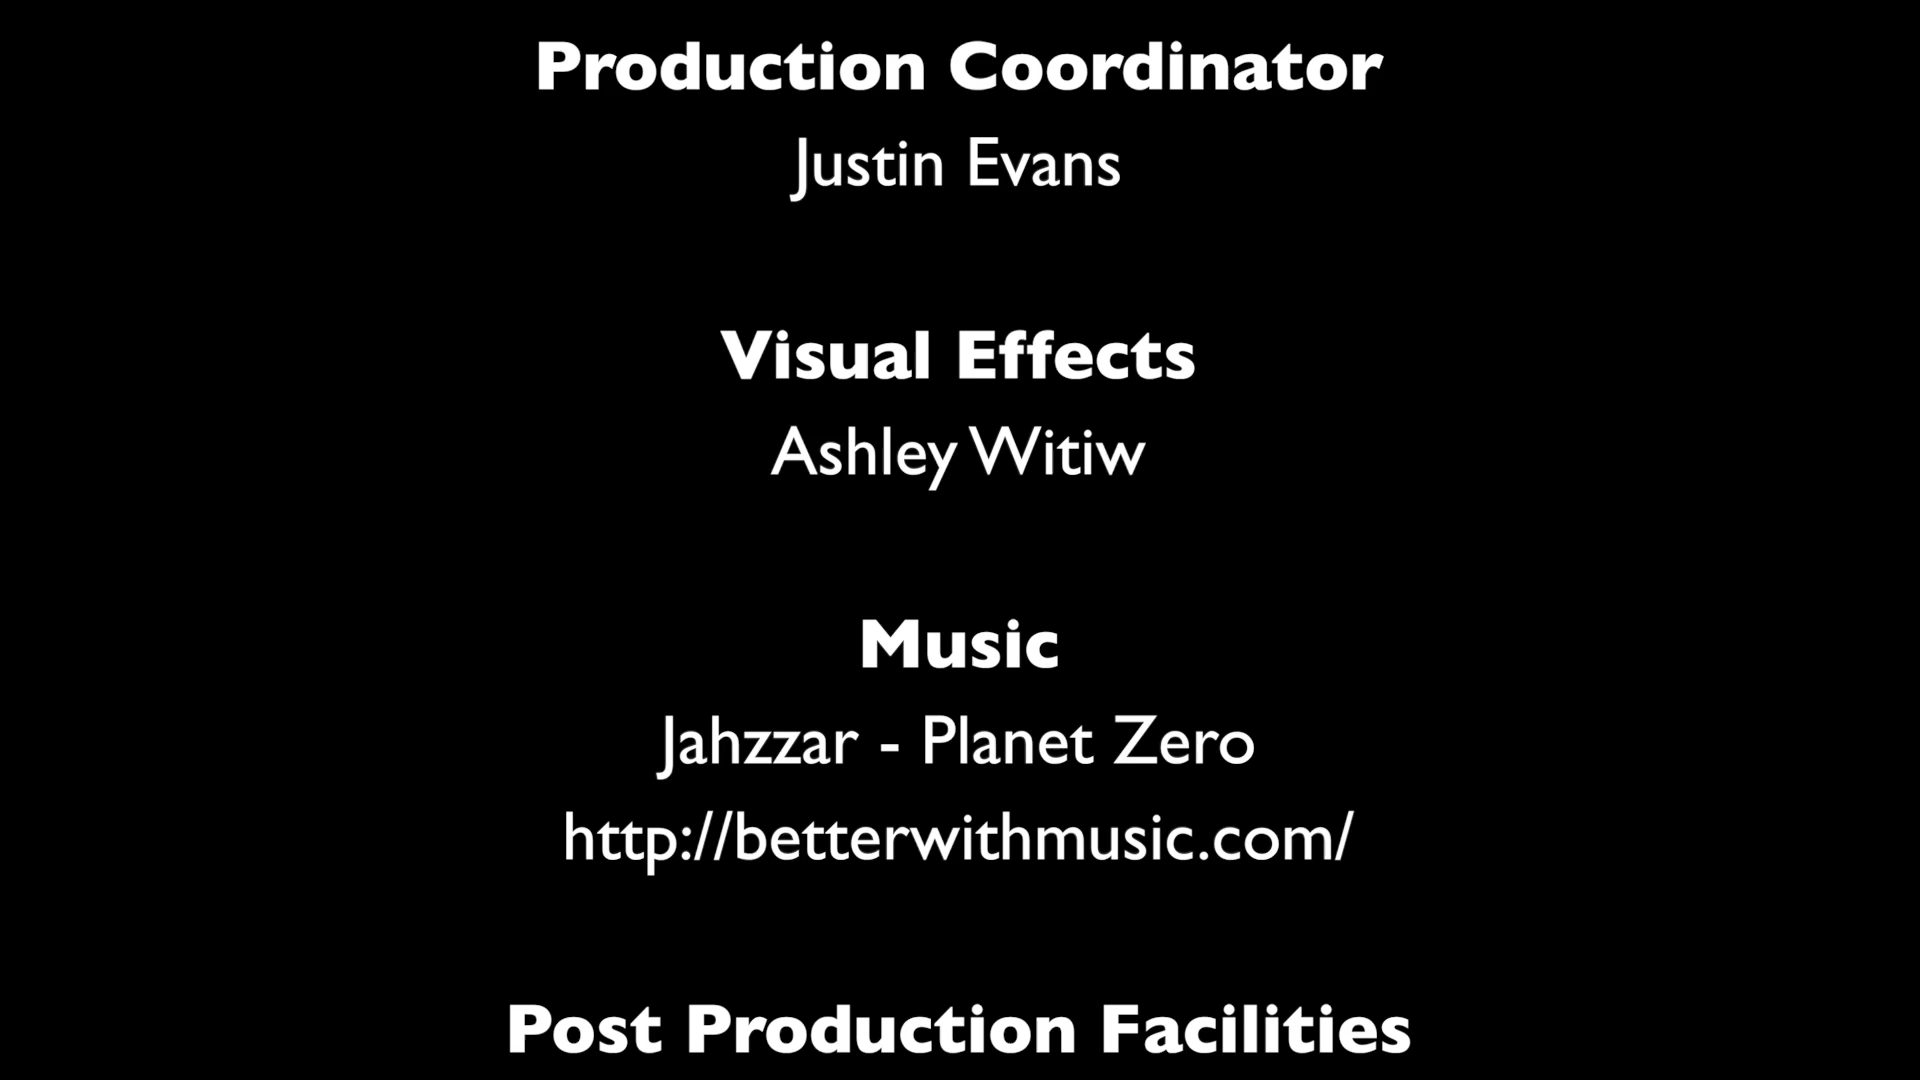 Production Coordinator
Justin Evans
Visual Effects
Ashley Witiw
Music
Jahzzar - Planet Zero
http://betterwithmusic.com/
Post Production Facilities